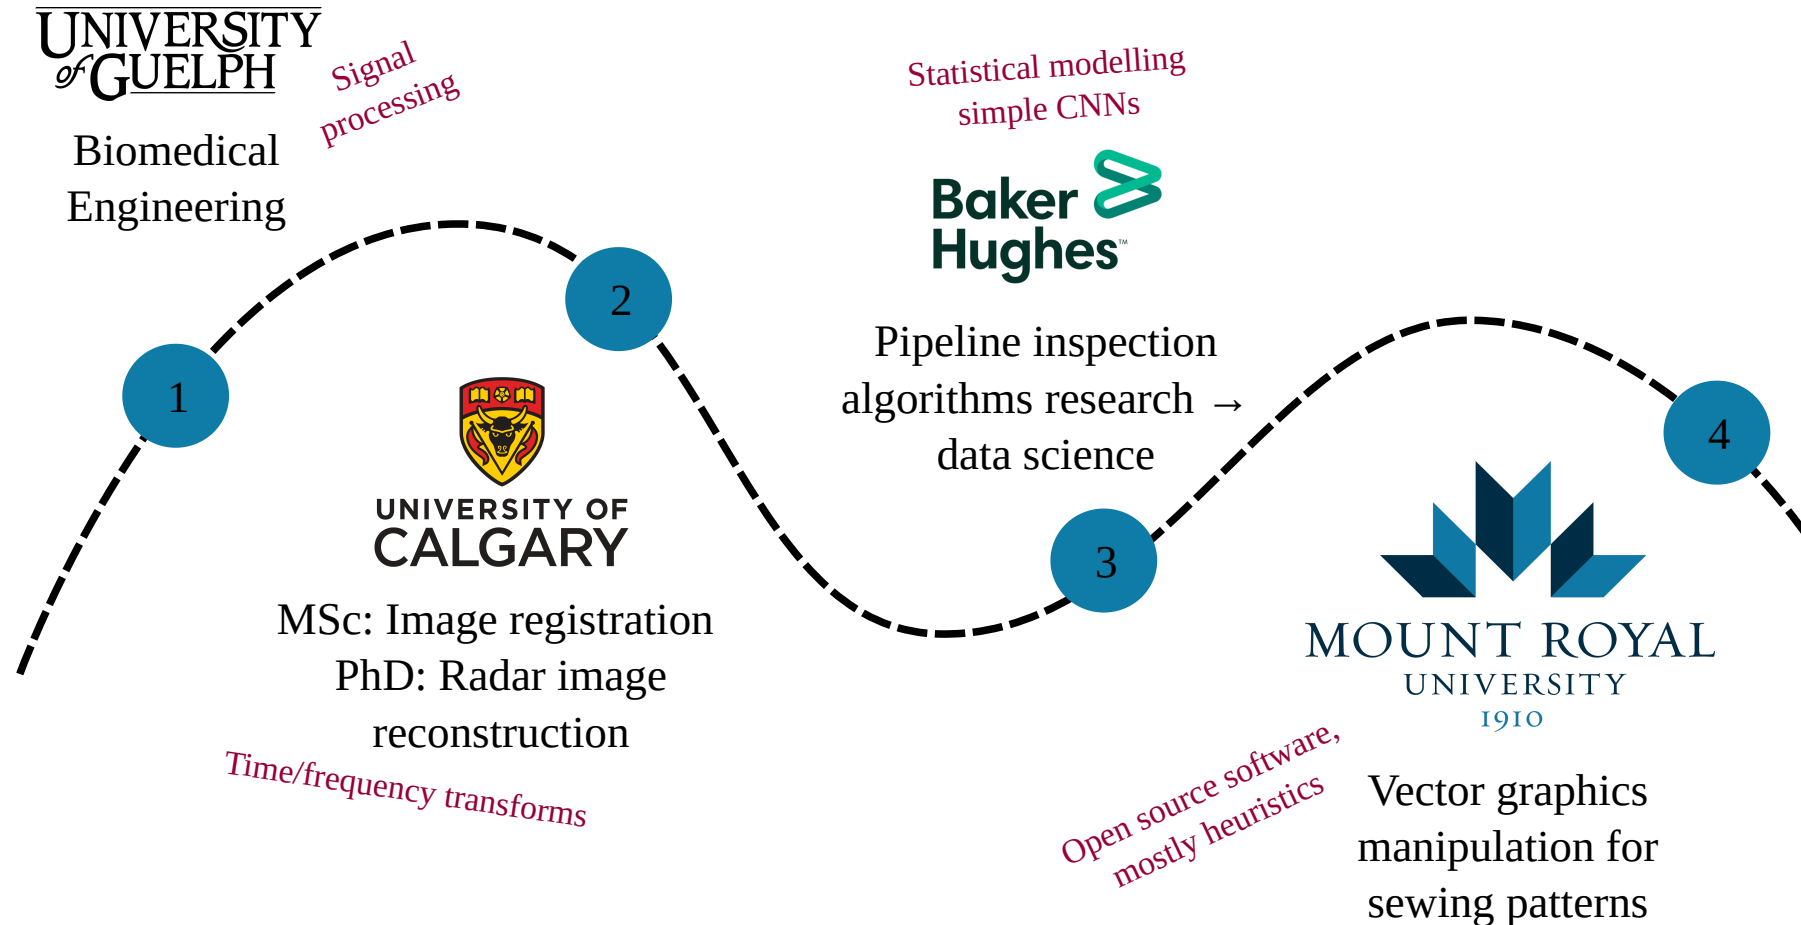 UNIVERSITY
of GUELPH
Biomedical
Engineering
Signal
processing
1
2
UNIVERSITY OF
CALGARY
MSc: Image registration
PhD: Radar image
reconstruction
Time/frequency transforms
Statistical modelling
simple CNNs
Baker
Hughes™
Pipeline inspection
algorithms research →
data science
3
4
MOUNT ROYAL
UNIVERSITY
1910
Open source software,
mostly heuristics
Vector graphics
manipulation for
sewing patterns